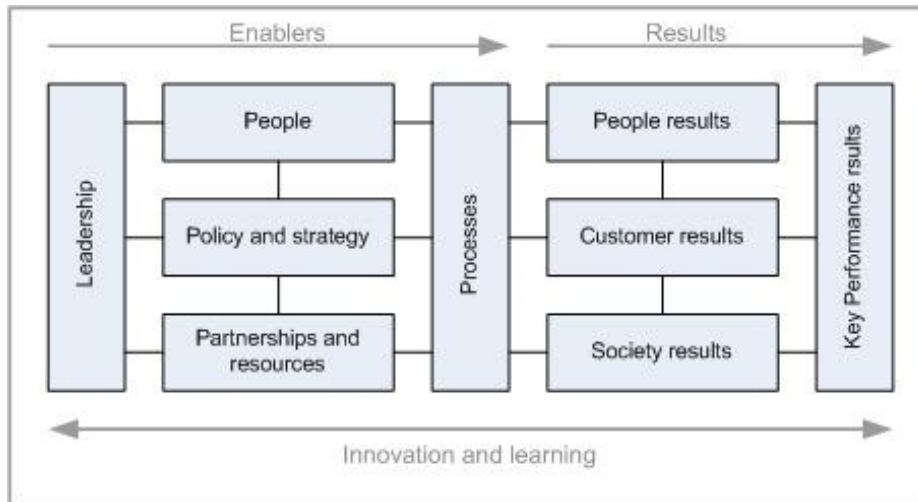 Enablers
Results
Leadership
People
Policy and strategy
Partnerships and
resources
Processes
People results
Customer results
Society results
Key Performance rsults
Innovation and learning